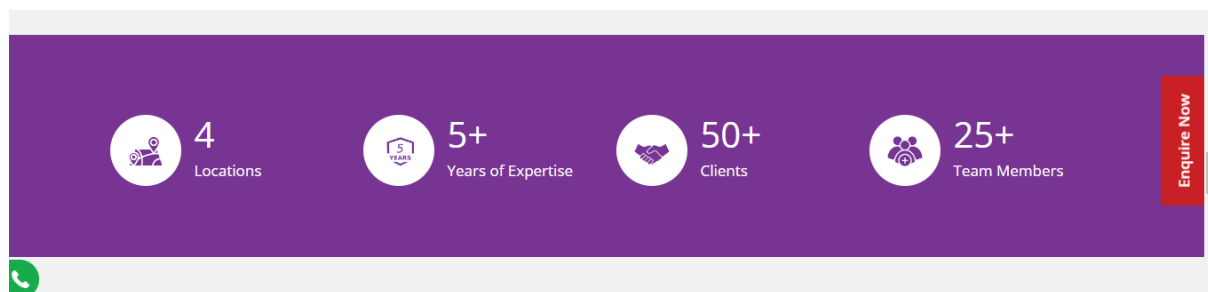 4
Locations
5
YEARS
5+
Years of Expertise
50+
Clients
25+
Team Members
Enquire Now